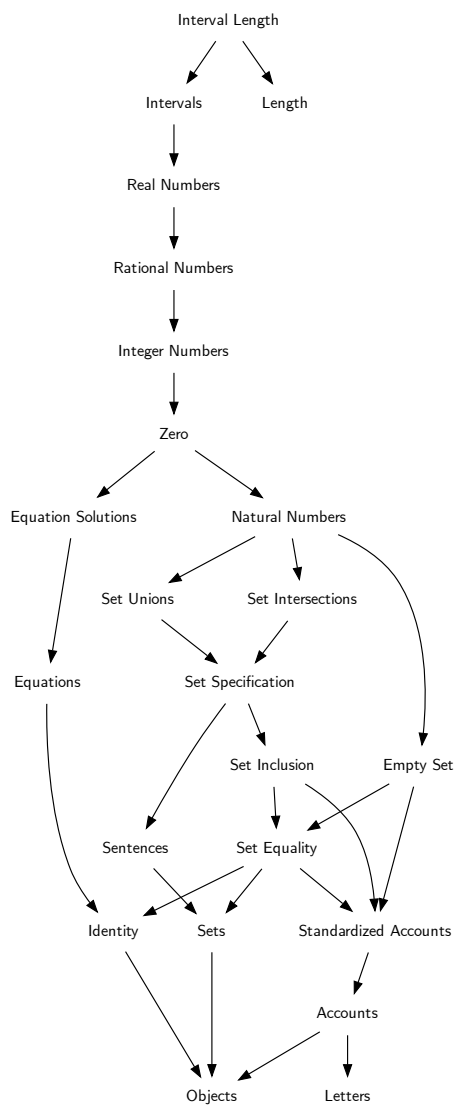 Interval Length
Intervals
Length
Real Numbers
Rational Numbers
Integer Numbers
Zero
Equation Solutions
Natural Numbers
Set Unions
Set Intersections
Equations
Set Specification
Set Inclusion
Empty Set
Sentences
Set Equality
Identity
Sets
Standardized Accounts
Accounts
Objects
Letters